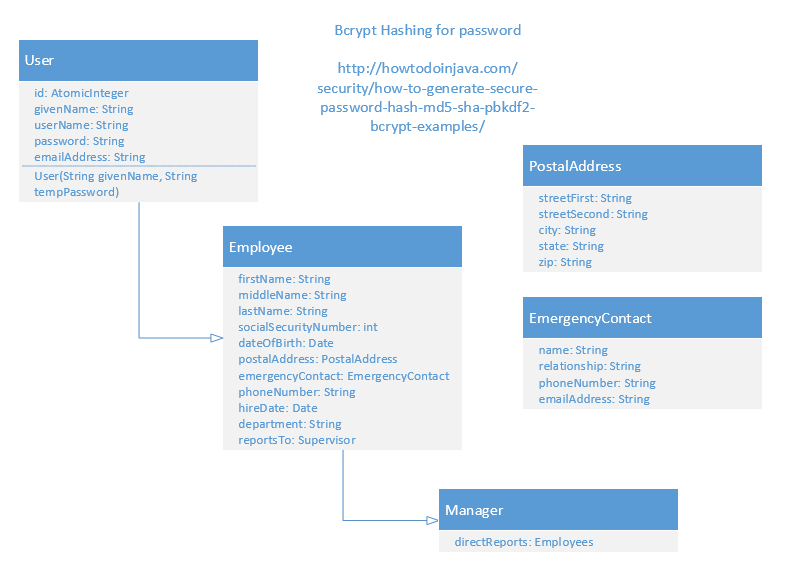 Bcrypt Hashing for password
http://howtodoinjava.com/
security/how-to-generate-secure-
password-hash-md5-sha-pbkdf2-
bcrypt-examples/
User
id: AtomicInteger
givenName: String
userName: String
password: String
emailAddress: String
User(String givenName, String
tempPassword)
PostalAddress
streetFirst: String
streetSecond: String
city: String
state: String
zip: String
Employee
firstName: String
middleName: String
lastName: String
socialSecurityNumber: int
dateOfBirth: Date
postalAddress: PostalAddress
emergencyContact: EmergencyContact
phoneNumber: String
hireDate: Date
department: String
reportsTo: Supervisor
EmergencyContact
name: String
relationship: String
phoneNumber: String
emailAddress: String
Manager
directReports: Employees